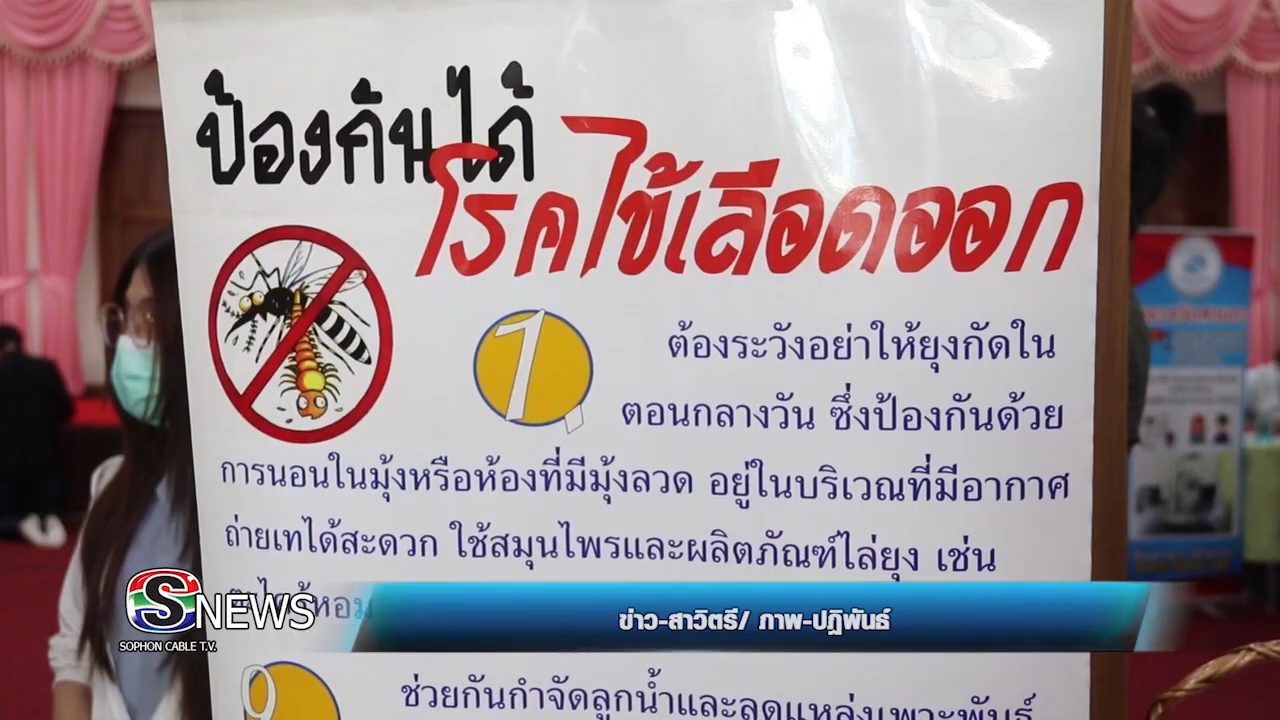 ป้องกันได้
โรคไข้เลือดออก
1
ต้องระวังอย่าให้ยุงกัดใน
ตอนกลางวัน ซึ่งป้องกันด้วย
การนอนในมุ้งหรือห้องที่มีมุ้งลวด อยู่ในบริเวณที่มีอากาศ
ถ่ายเทได้สะดวก ใช้สมุนไพรและผลิตภัณฑ์ไล่ยุง เช่น
ตะไคร้หอม
S NEWS
SOPHON CABLE T.V.
ข่าว-สาวิตรี/ ภาพ-ปฏิพันธ์
ช่วยกันกำจัดลูกน้ำและลดแหล่งเพาะพันธุ์